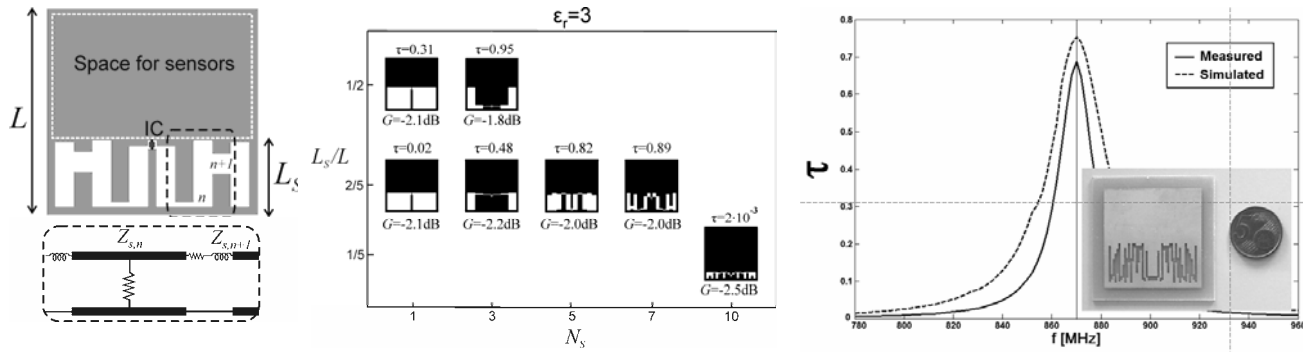 L
Space for sensors
IC
n+1
n
L_S
Z_{s,n}
Z_{s,n+1}
ε_r=3
τ=0.31
τ=0.95
1/2
G=-2.1dB
G=-1.8dB
τ=0.02
τ=0.48
τ=0.82
τ=0.89
L_S/L
2/5
G=-2.1dB
G=-2.2dB
G=-2.0dB
G=-2.0dB
τ=2·10⁻³
1/5
G=-2.5dB
1
3
5
7
10
N_S
0.8
0.7
0.6
0.5
0.4
0.3
0.2
0.1
0
τ
Measured
Simulated
780
800
820
840
860
880
900
920
940
960
f [MHz]